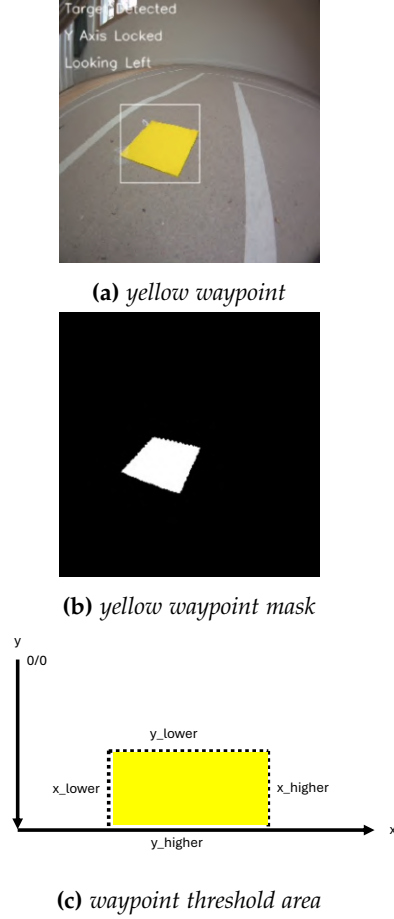 Target Detected
Y Axis Locked
Looking Left
(a) yellow waypoint
(b) yellow waypoint mask
y
0/0
y_lower
x_lower
x_higher
x
y_higher
(c) waypoint threshold area